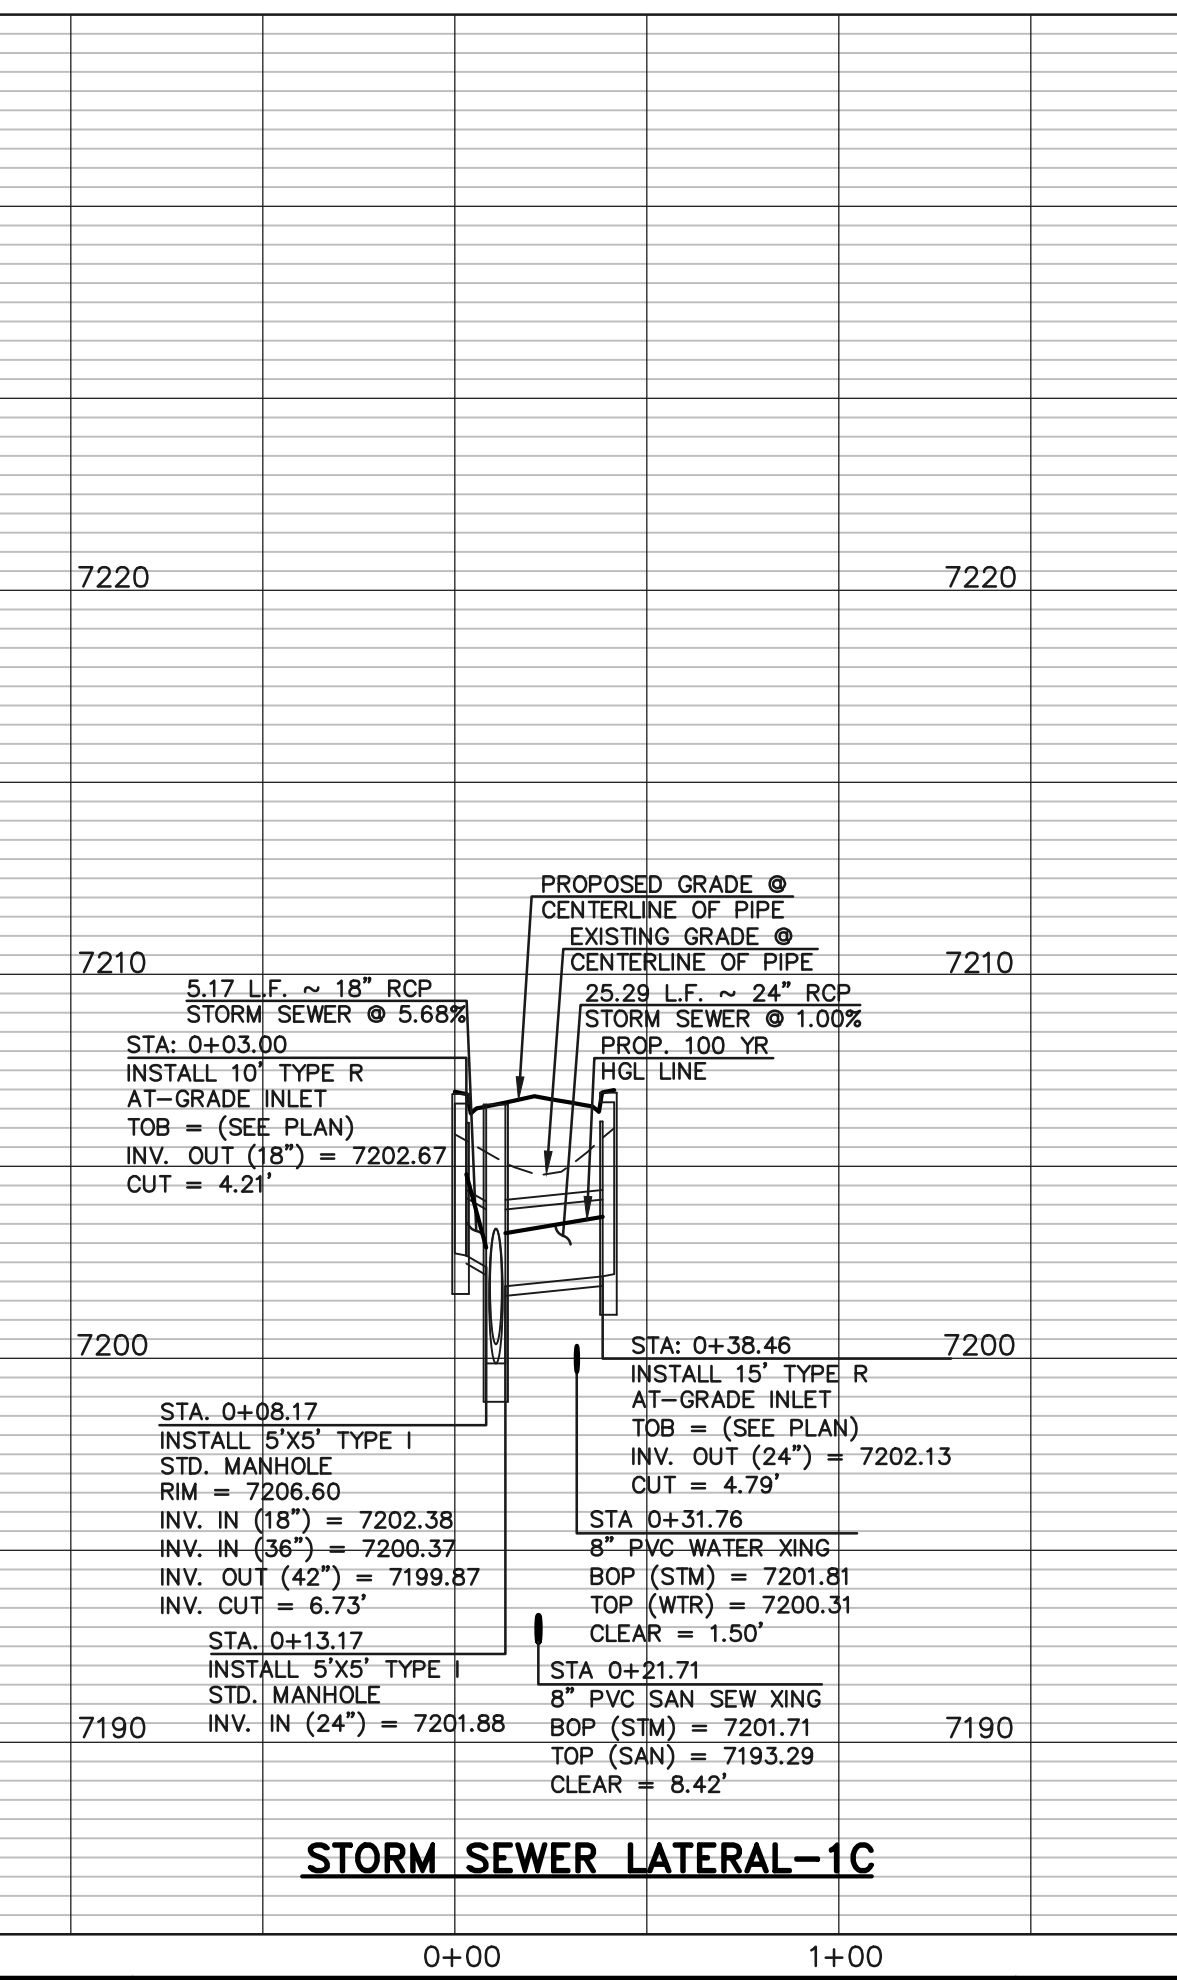 7220
7220
PROPOSED GRADE @
CENTERLINE OF PIPE
EXISTING GRADE @
CENTERLINE OF PIPE
7210
7210
5.17 L.F. ~ 18" RCP
STORM SEWER @ 5.68%
25.29 L.F. ~ 24" RCP
STORM SEWER @ 1.00%
PROP. 100 YR
HGL LINE
STA: 0+03.00
INSTALL 10' TYPE R
AT-GRADE INLET
TOB = (SEE PLAN)
INV. OUT (18") = 7202.67
CUT = 4.21'
7200
7200
STA: 0+38.46
INSTALL 15' TYPE R
AT-GRADE INLET
TOB = (SEE PLAN)
INV. OUT (24") = 7202.13
CUT = 4.79'
STA. 0+08.17
INSTALL 5'X5' TYPE I
STD. MANHOLE
RIM = 7206.60
INV. IN (18") = 7202.38
INV. IN (36") = 7200.37
INV. OUT (42") = 7199.87
INV. CUT = 6.73'
STA 0+31.76
8" PVC WATER XING
BOP (STM) = 7201.81
TOP (WTR) = 7200.31
CLEAR = 1.50'
STA. 0+13.17
INSTALL 5'X5' TYPE I
STD. MANHOLE
INV. IN (24") = 7201.88
STA 0+21.71
8" PVC SAN SEW XING
BOP (STM) = 7201.71
TOP (SAN) = 7193.29
CLEAR = 8.42'
7190
7190
STORM SEWER LATERAL-1C
0+00
1+00